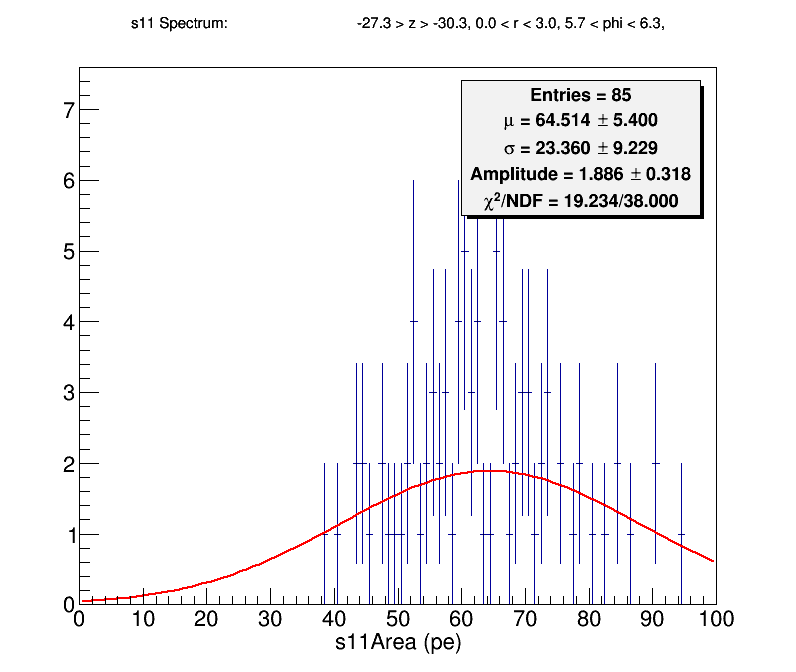 s11 Spectrum: -27.3 > z > -30.3, 0.0 < r < 3.0, 5.7 < phi < 6.3,
Entries = 85
μ = 64.514 ± 5.400
σ = 23.360 ± 9.229
Amplitude = 1.886 ± 0.318
χ²/NDF = 19.234/38.000
7
6
5
4
3
2
1
0
0 10 20 30 40 50 60 70 80 90 100
s11Area (pe)